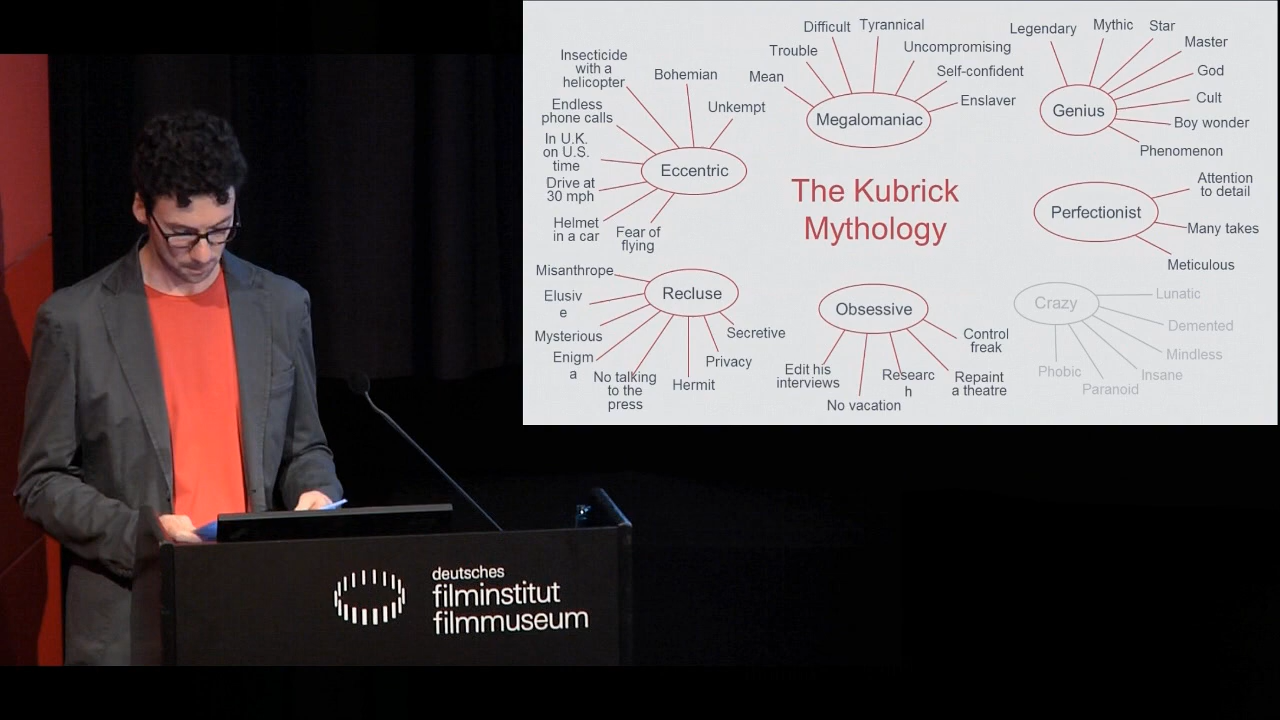 Insecticide
with a
helicopter
Endless
phone calls
In U.K.
on U.S.
time
Drive at
30 mph
Helmet
in a car
Fear of
flying
Bohemian
Unkempt
Eccentric
Mean
Trouble
Difficult
Tyrannical
Uncompromising
Self-confident
Enslaver
Megalomaniac
Legendary
Mythic
Star
Master
God
Cult
Boy wonder
Phenomenon
Genius
The Kubrick
Mythology
Perfectionist
Attention
to detail
Many takes
Meticulous
Recluse
Misanthrope
Elusiv
e
Mysterious
Enigm
a
No talking
to the
press
Hermit
Privacy
Secretive
Obsessive
Edit his
interviews
No vacation
Researc
h
Repaint
a theatre
Control
freak
Crazy
Lunatic
Demented
Mindless
Insane
Paranoid
Phobic
deutsches
filminstitut
filmmuseum